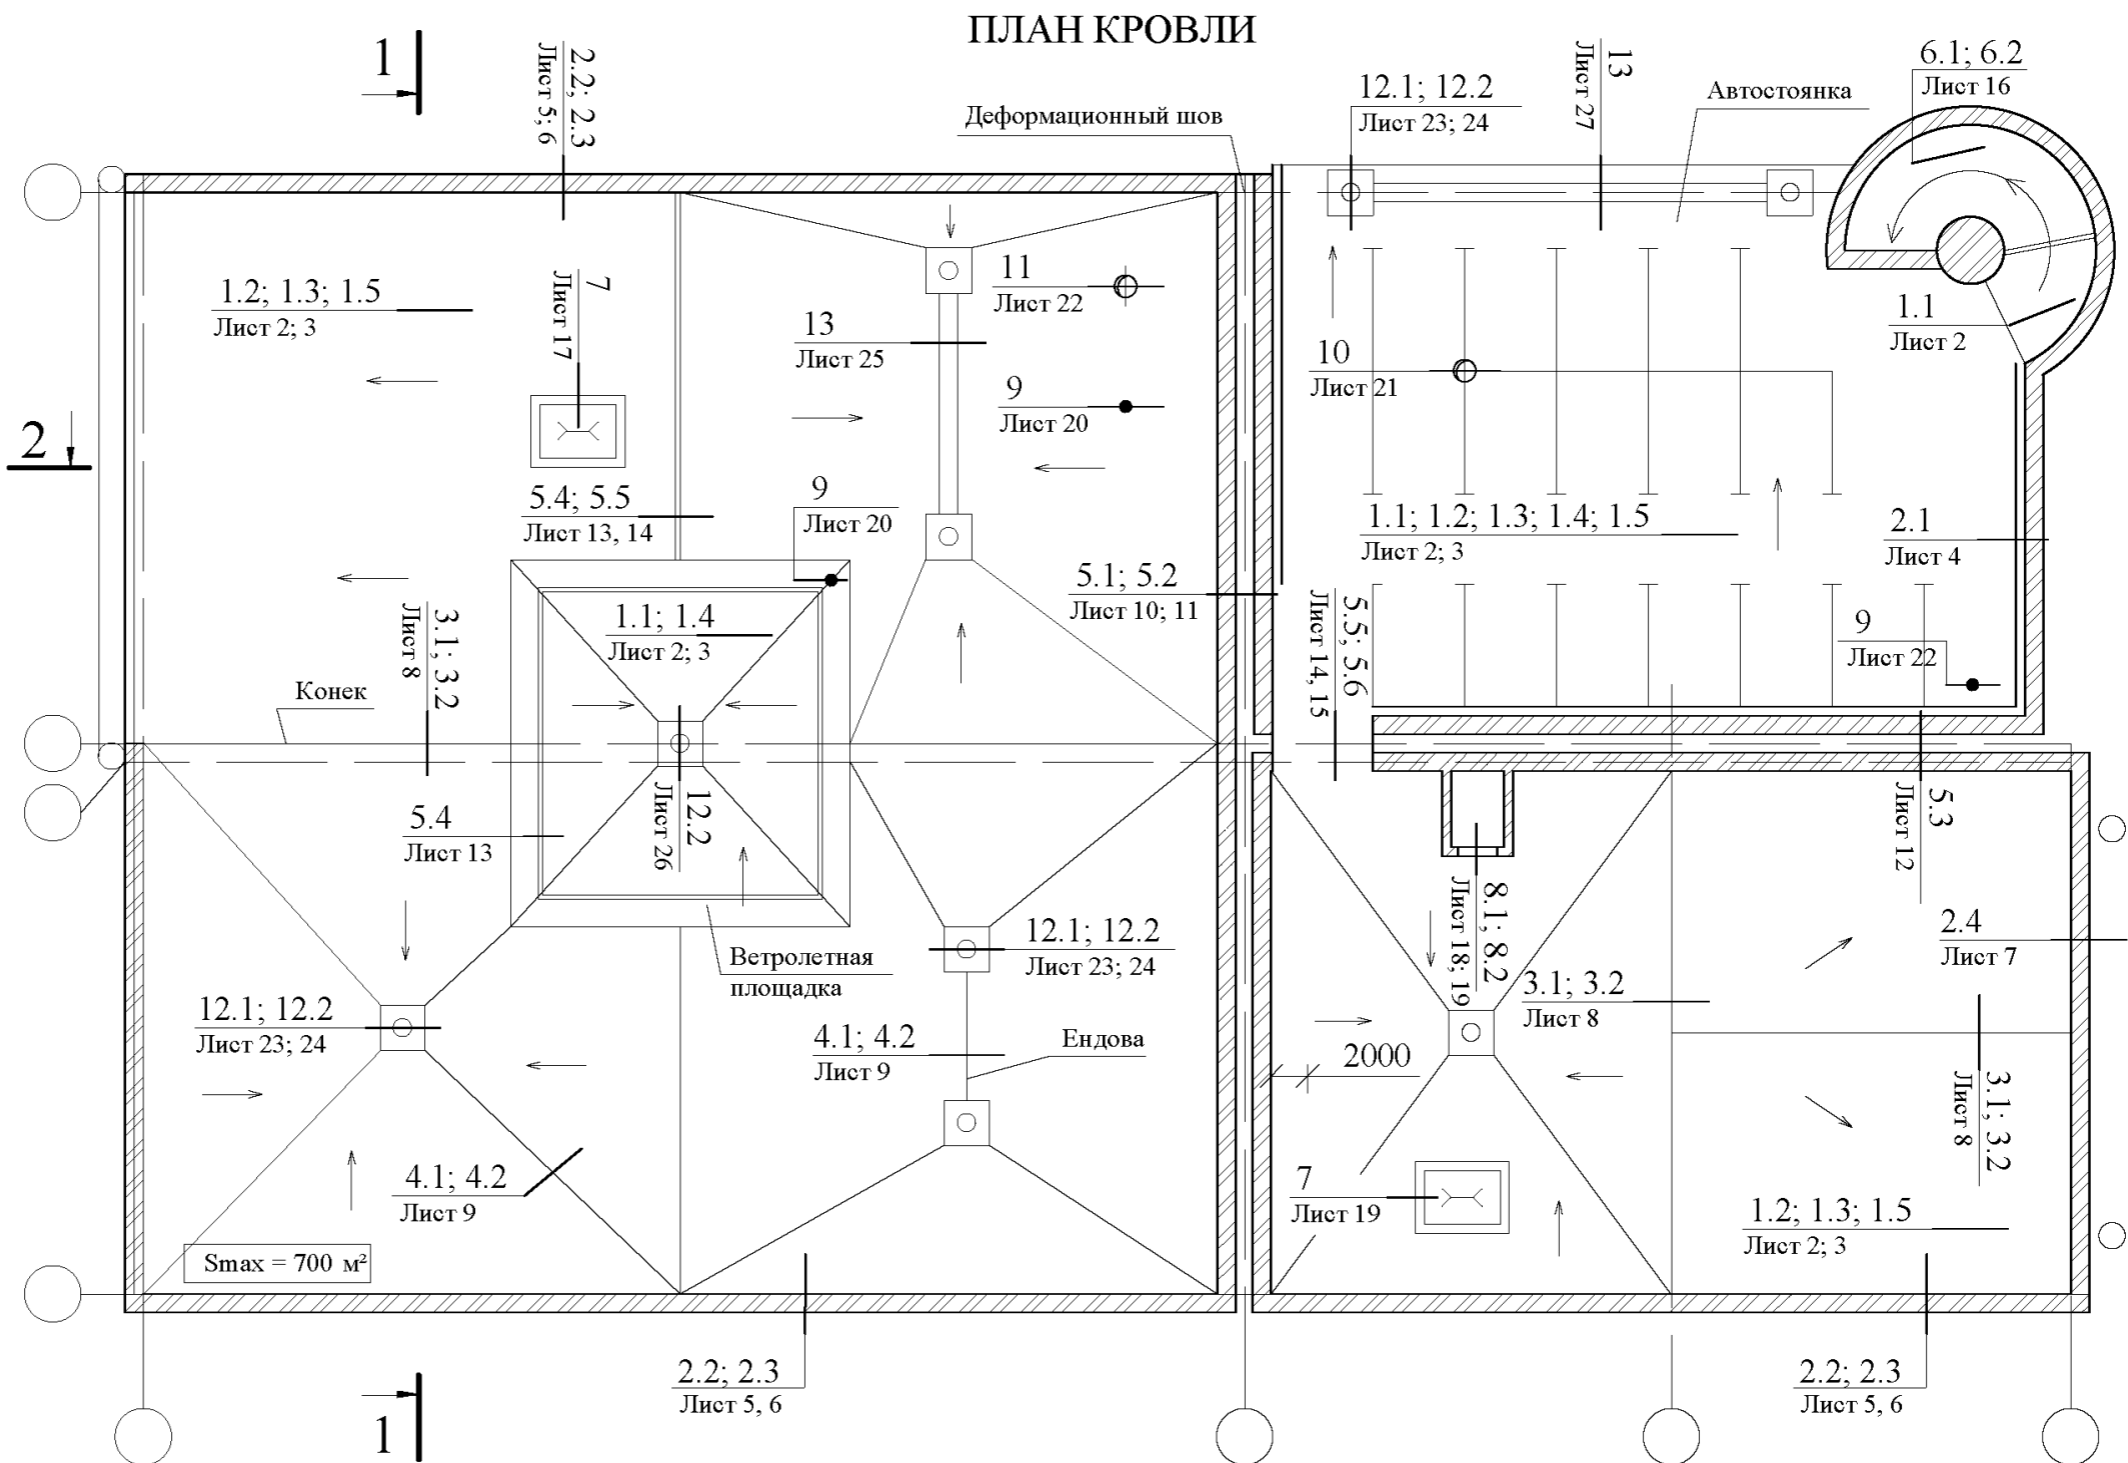 ПЛАН КРОВЛИ
1
2.2; 2.3
Лист 5; 6
Деформационный шов
12.1; 12.2
Лист 23; 24
13
Лист 27
Автостоянка
6.1; 6.2
Лист 16
1.2; 1.3; 1.5
Лист 2; 3
7
Лист 17
11
Лист 22
13
Лист 25
9
Лист 20
10
Лист 21
1.1
Лист 2
2
5.4; 5.5
Лист 13, 14
9
Лист 20
1.1; 1.2; 1.3; 1.4; 1.5
Лист 2; 3
2.1
Лист 4
5.1; 5.2
Лист 10; 11
3.1; 3.2
Лист 8
1.1; 1.4
Лист 2; 3
5.5; 5.6
Лист 14, 15
9
Лист 22
Конек
5.4
Лист 13
12.2
Лист 26
5.3
Лист 12
8.1; 8.2
Лист 18; 19
2.4
Лист 7
Ветролетная
площадка
12.1; 12.2
Лист 23; 24
3.1; 3.2
Лист 8
12.1; 12.2
Лист 23; 24
4.1; 4.2
Лист 9
Ендова
2000
3.1; 3.2
Лист 8
4.1; 4.2
Лист 9
7
Лист 19
1.2; 1.3; 1.5
Лист 2; 3
Smax = 700 м²
2.2; 2.3
Лист 5, 6
2.2; 2.3
Лист 5, 6
1